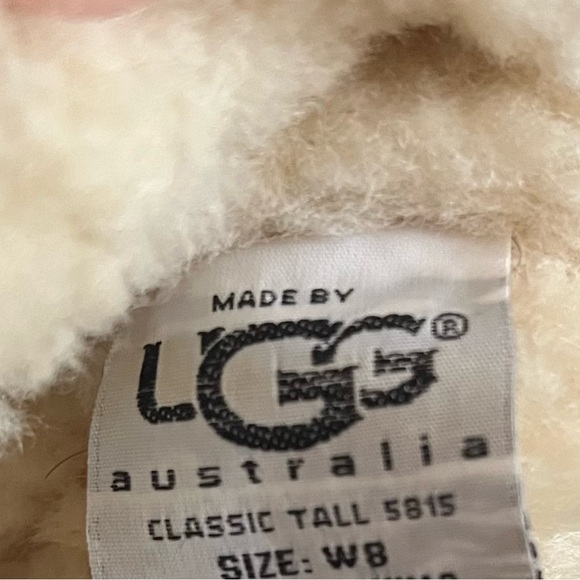 MADE BY
UGG®
australia
CLASSIC TALL 5815
SIZE: W8